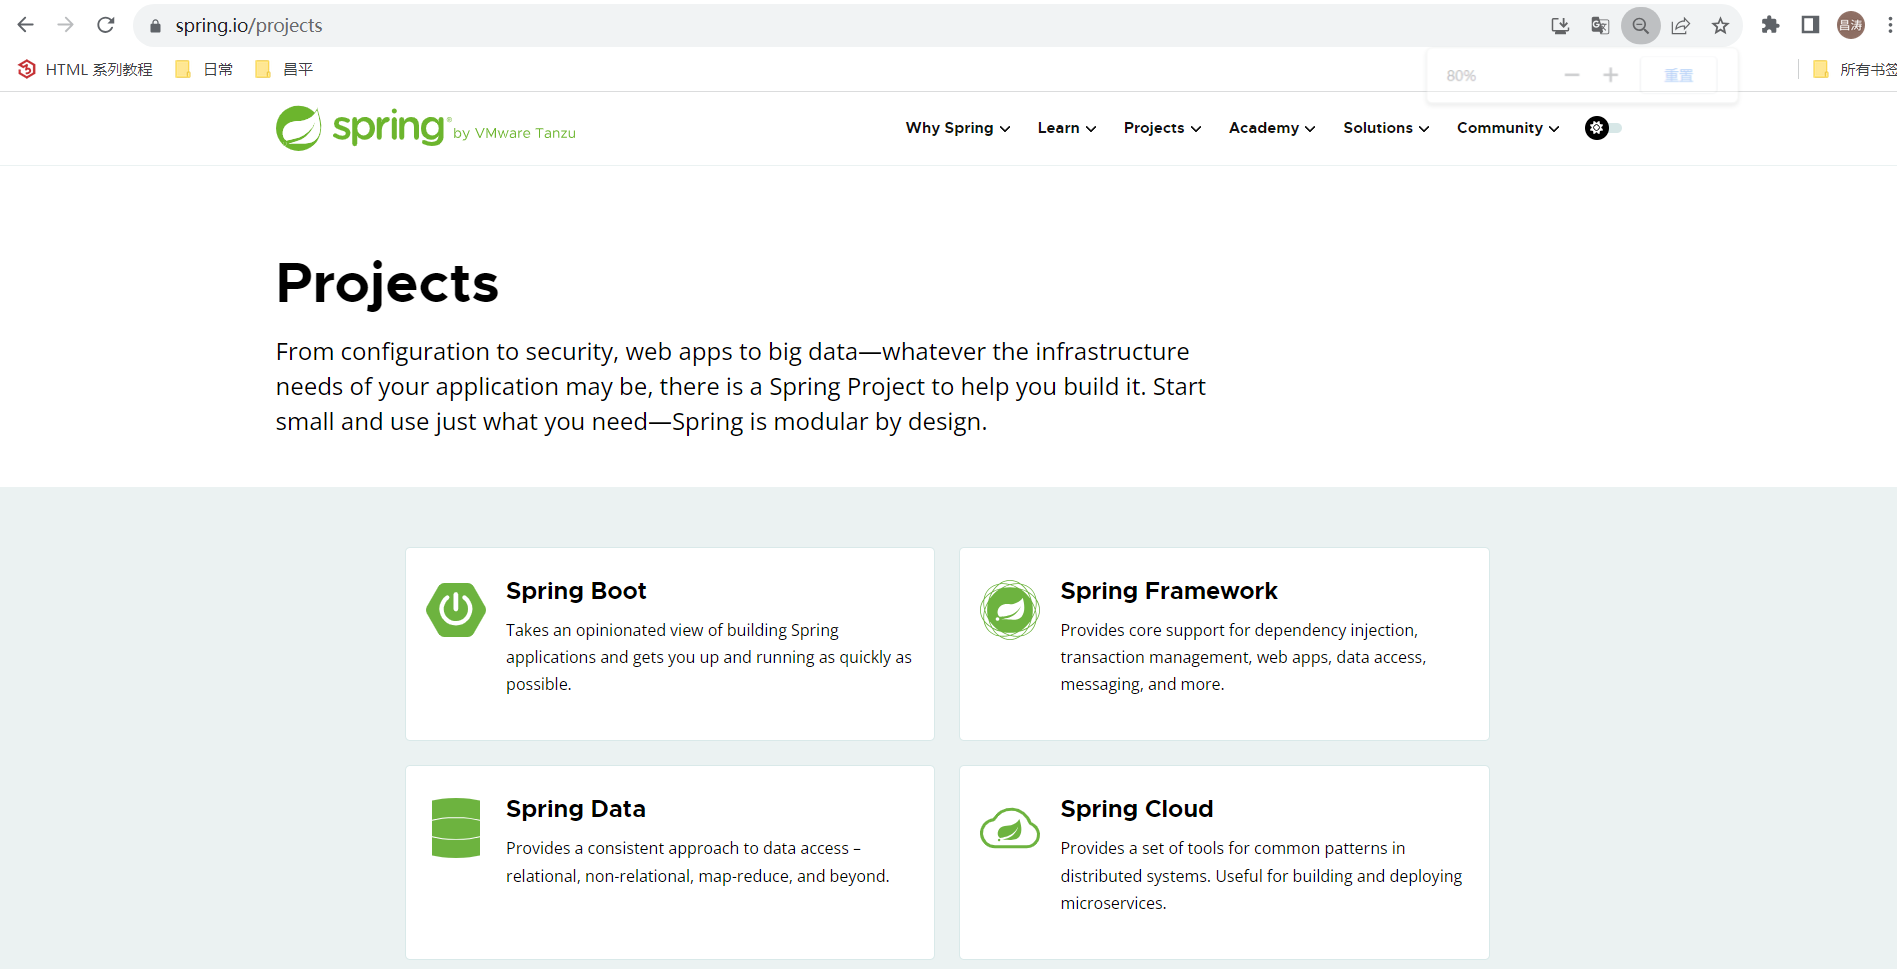 spring.io/projects
昌涛
HTML 系列教程
日常
昌平
80%
重置
所有书签
spring® by VMware Tanzu
Why Spring
Learn
Projects
Academy
Solutions
Community
Projects
From configuration to security, web apps to big data—whatever the infrastructure
needs of your application may be, there is a Spring Project to help you build it. Start
small and use just what you need—Spring is modular by design.
Spring Boot
Takes an opinionated view of building Spring
applications and gets you up and running as quickly as
possible.
Spring Framework
Provides core support for dependency injection,
transaction management, web apps, data access,
messaging, and more.
Spring Data
Provides a consistent approach to data access –
relational, non-relational, map-reduce, and beyond.
Spring Cloud
Provides a set of tools for common patterns in
distributed systems. Useful for building and deploying
microservices.